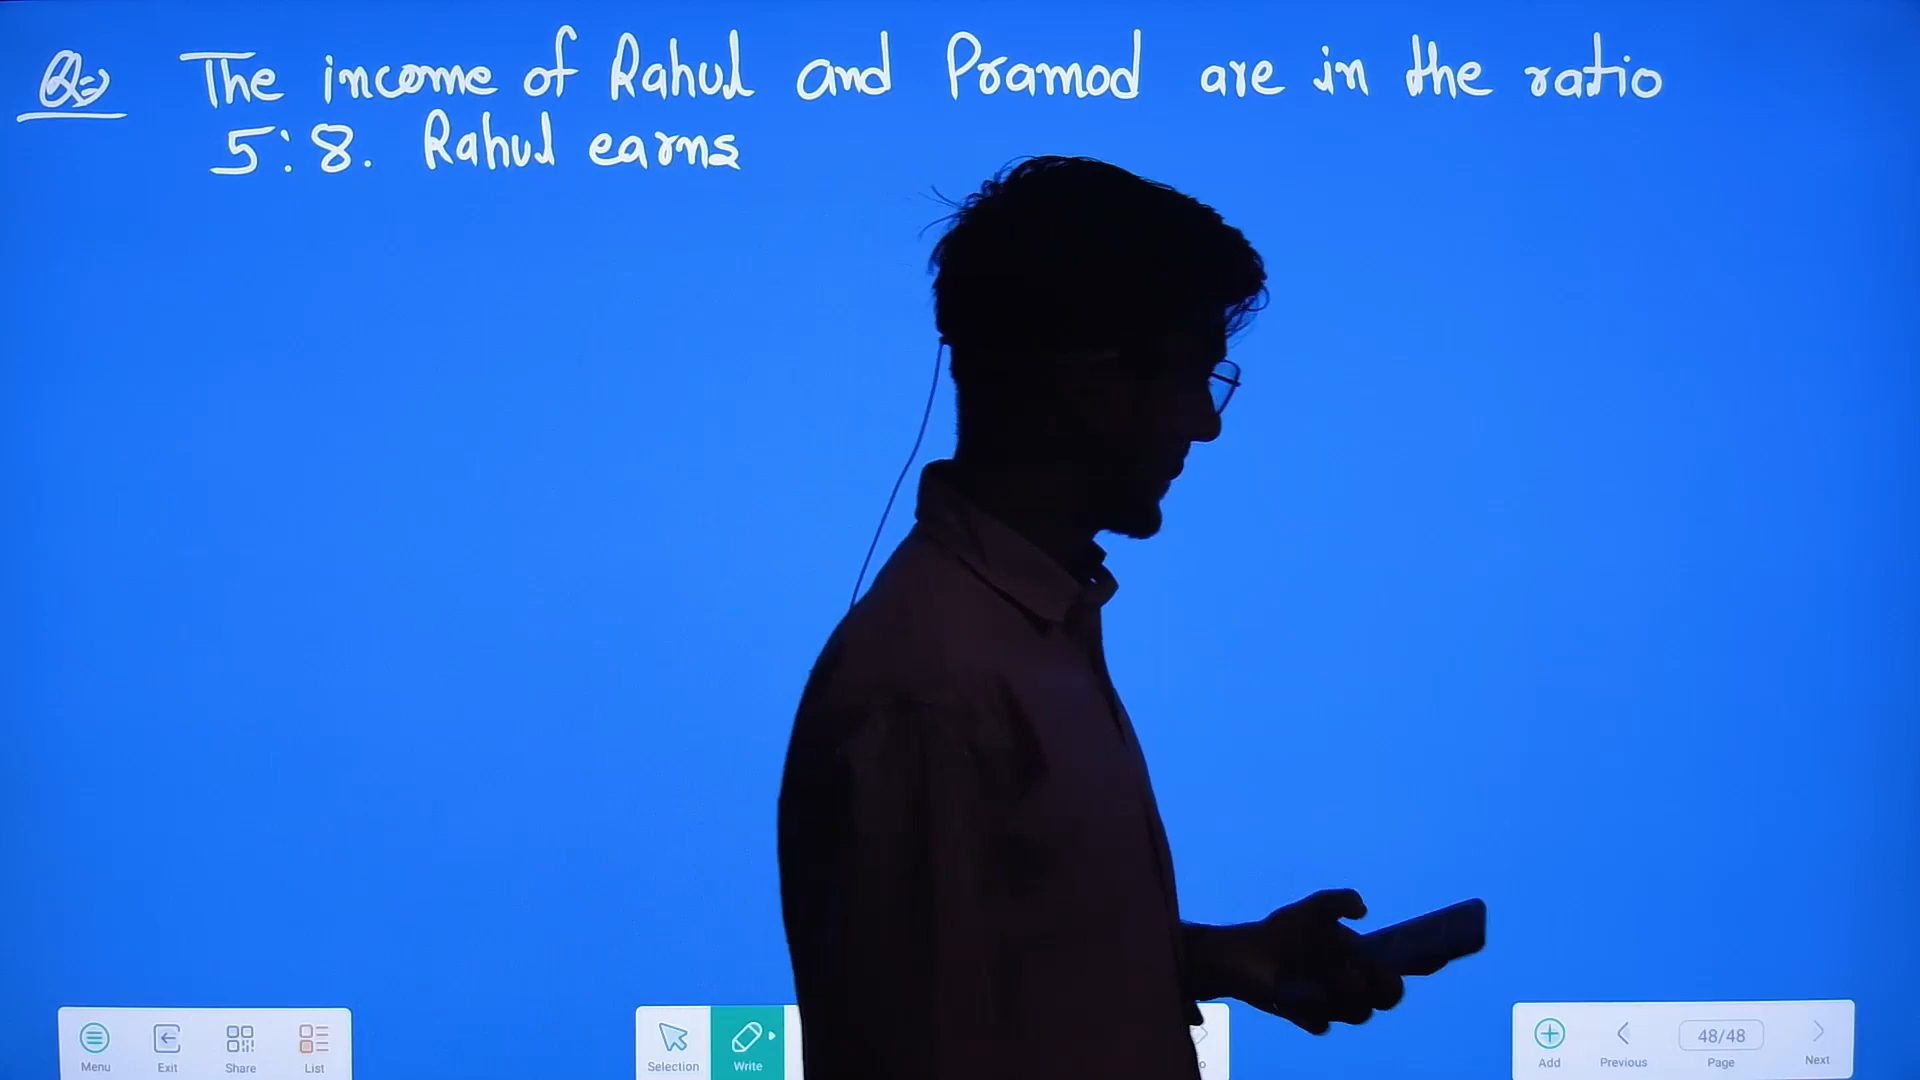 Q⇒ The income of Rahul and Pramod are in the ratio
5:8. Rahul earns
Menu Exit Share List Selection Write Add Previous 48/48 Page Next